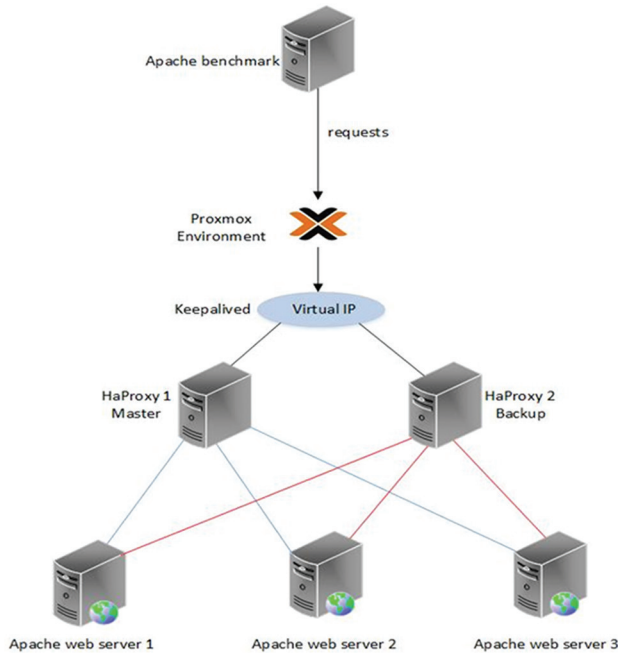 Apache benchmark
requests
Proxmox
Environment
Keepalived
Virtual IP
HaProxy 1
Master
HaProxy 2
Backup
Apache web server 1
Apache web server 2
Apache web server 3